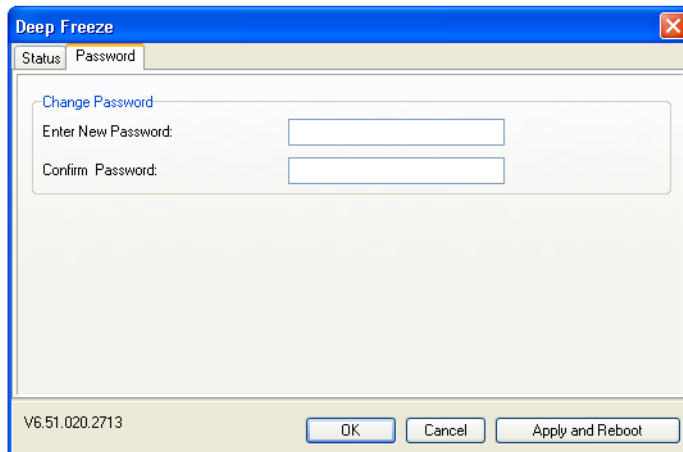 Deep Freeze
Status Password
Change Password
Enter New Password:
Confirm Password:
V6.51.020.2713 OK Cancel Apply and Reboot